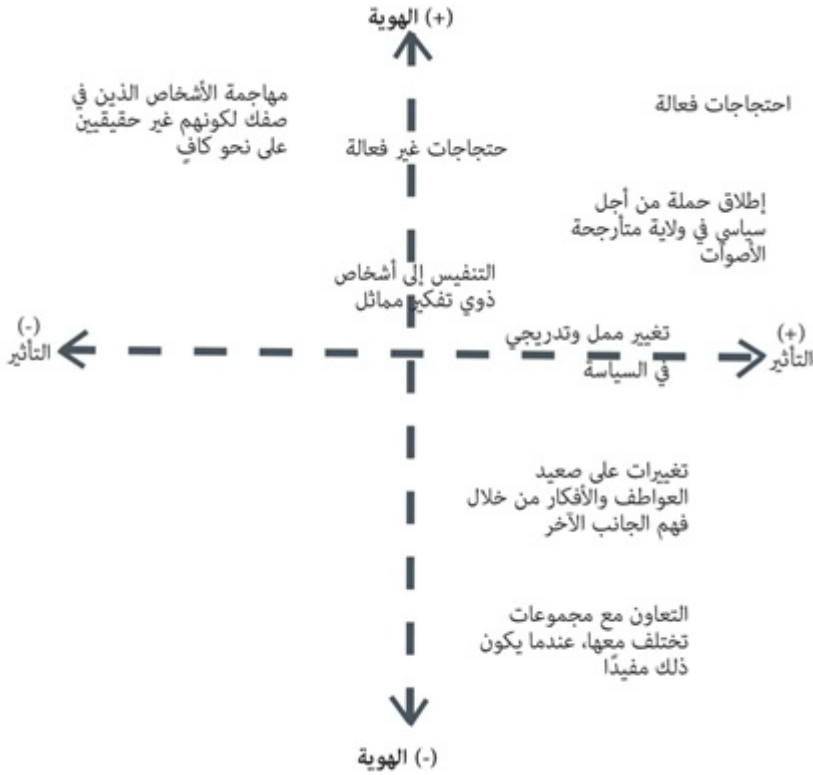 (+) الهوية
احتجاجات فعالة
مهاجمة الأشخاص الذين في
صفك لكونهم غير حقيقيين
على نحو كافٍ
حتجاجات غير فعالة
إطلاق حملة من أجل
سياسي في ولاية متأرجحة
الأصوات
التنفيس إلى أشخاص
ذوي تفكير مماثل
(+)
التأثير
تغيير ممل وتدريجي
في السياسة
(-)
التأثير
تغييرات على صعيد
العواطف والأفكار من خلال
فهم الجانب الآخر
التعاون مع مجموعات
تختلف معها، عندما يكون
ذلك مفيدًا
(-) الهوية